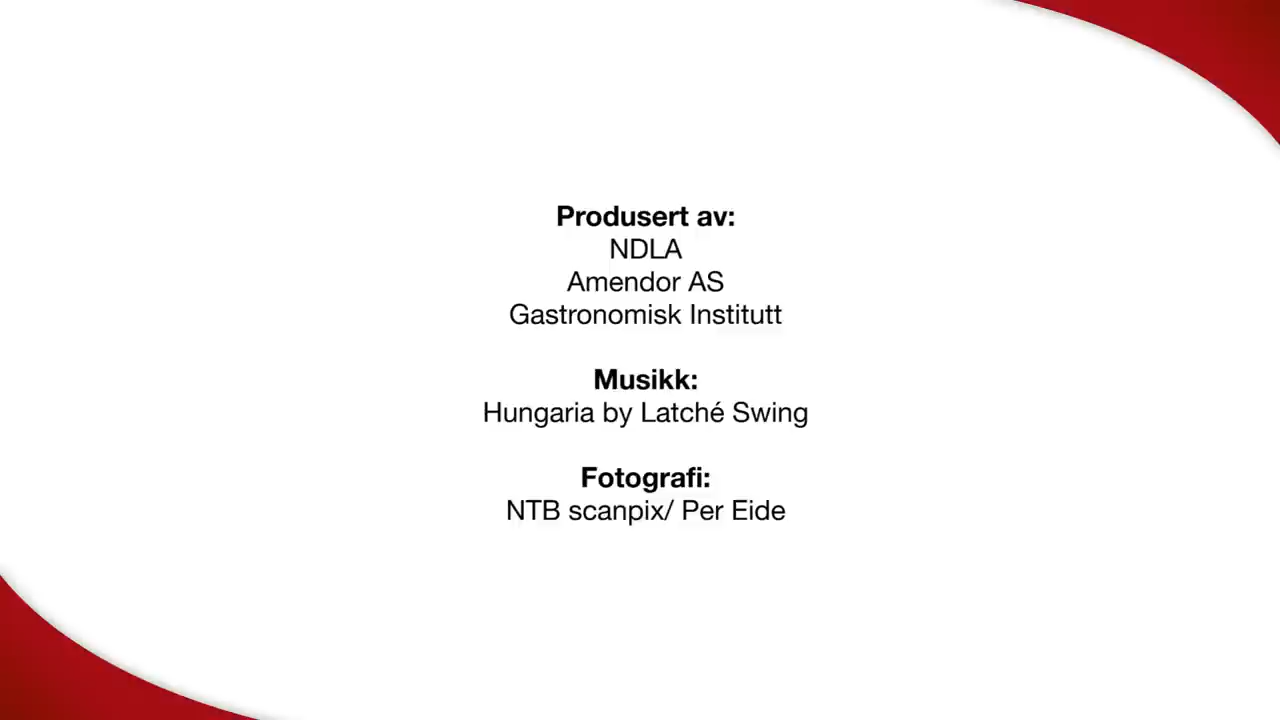 Produsert av:
NDLA
Amendor AS
Gastronomisk Institutt
Musikk:
Hungaria by Latché Swing
Fotografi:
NTB scanpix/ Per Eide